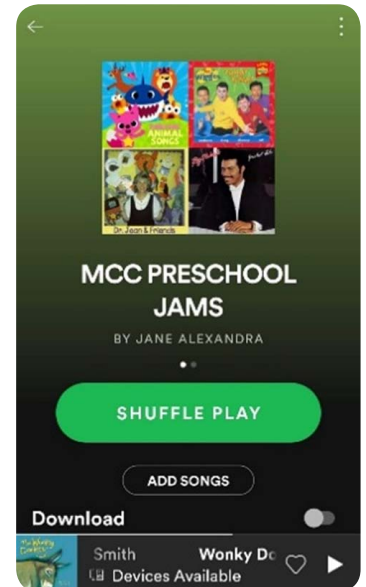 ANIMAL
SONGS
Dr. Jean & Friends
MCC PRESCHOOL
JAMS
BY JANE ALEXANDRA
SHUFFLE PLAY
ADD SONGS
Download
Smith Wonky Do
Devices Available